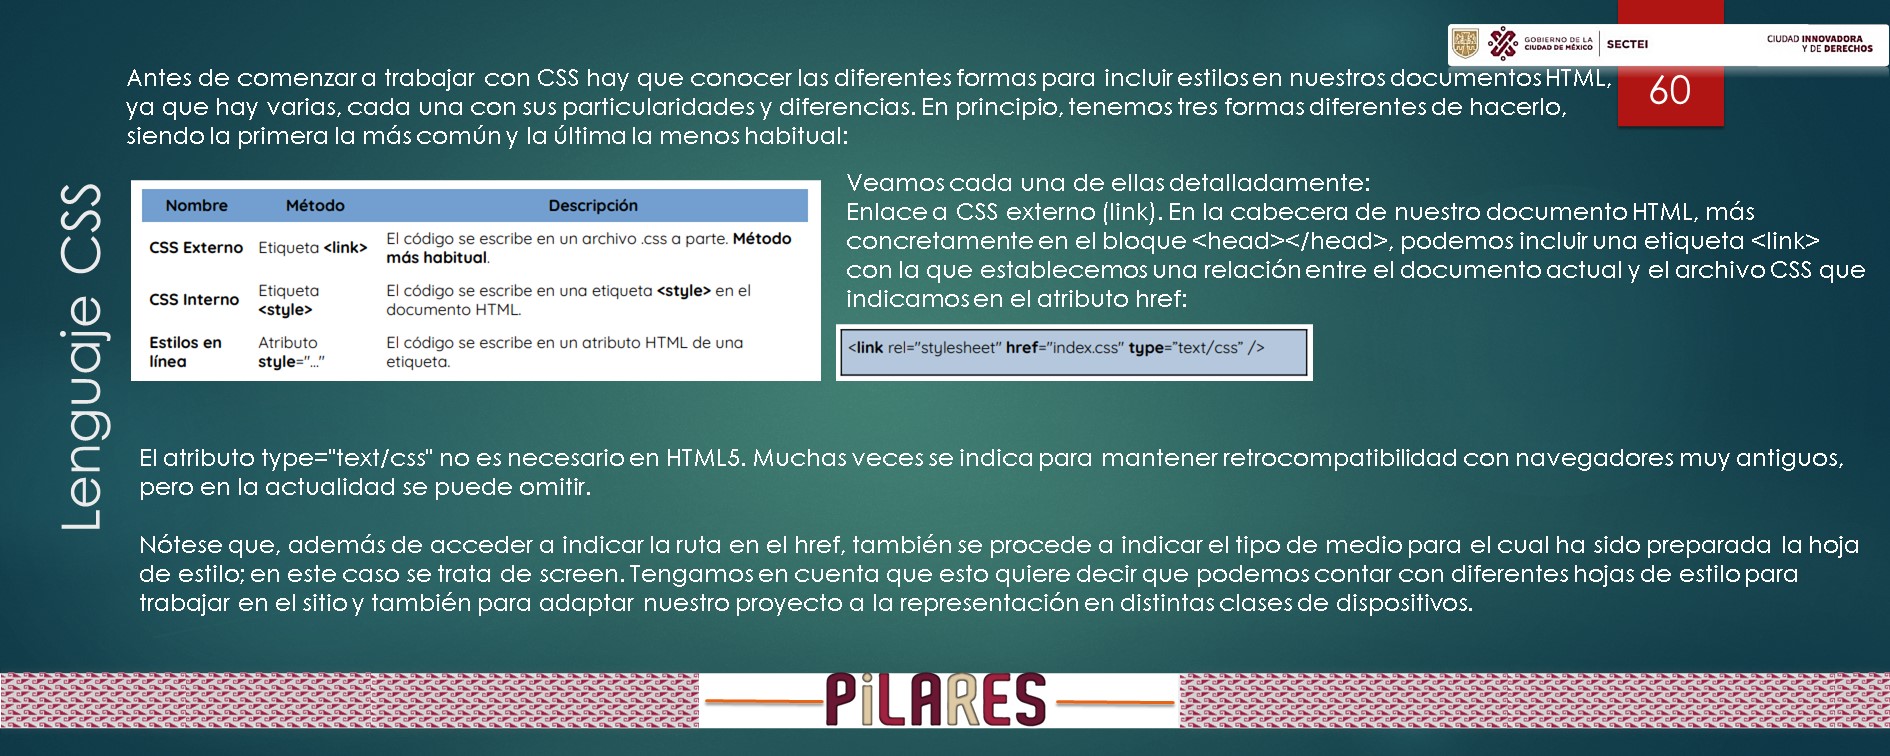 GOBIERNO DE LA
CIUDAD DE MÉXICO
SECTEI
CIUDAD INNOVADORA
Y DE DERECHOS
60
Antes de comenzar a trabajar con CSS hay que conocer las diferentes formas para incluir estilos en nuestros documentos HTML,
ya que hay varias, cada una con sus particularidades y diferencias. En principio, tenemos tres formas diferentes de hacerlo,
siendo la primera la más común y la última la menos habitual:
Lenguaje CSS
Nombre Método Descripción
CSS Externo Etiqueta <link> El código se escribe en un archivo .css a parte. Método
más habitual.
CSS Interno Etiqueta
<style> El código se escribe en una etiqueta <style> en el
documento HTML.
Estilos en
línea Atributo
style="..." El código se escribe en un atributo HTML de una
etiqueta.
Veamos cada una de ellas detalladamente:
Enlace a CSS externo (link). En la cabecera de nuestro documento HTML, más
concretamente en el bloque <head></head>, podemos incluir una etiqueta <link>
con la que establecemos una relación entre el documento actual y el archivo CSS que
indicamos en el atributo href:
<link rel="stylesheet" href="index.css" type="text/css" />
El atributo type="text/css" no es necesario en HTML5. Muchas veces se indica para mantener retrocompatibilidad con navegadores muy antiguos,
pero en la actualidad se puede omitir.
Nótese que, además de acceder a indicar la ruta en el href, también se procede a indicar el tipo de medio para el cual ha sido preparada la hoja
de estilo; en este caso se trata de screen. Tengamos en cuenta que esto quiere decir que podemos contar con diferentes hojas de estilo para
trabajar en el sitio y también para adaptar nuestro proyecto a la representación en distintas clases de dispositivos.
PiLARES